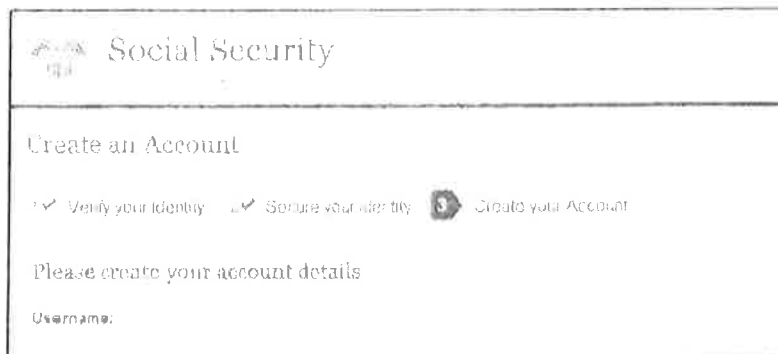 Social Security
Create an Account
✔ Verify your Identity ✔ Secure your identity 3 Create your Account
Please create your account details
Username: